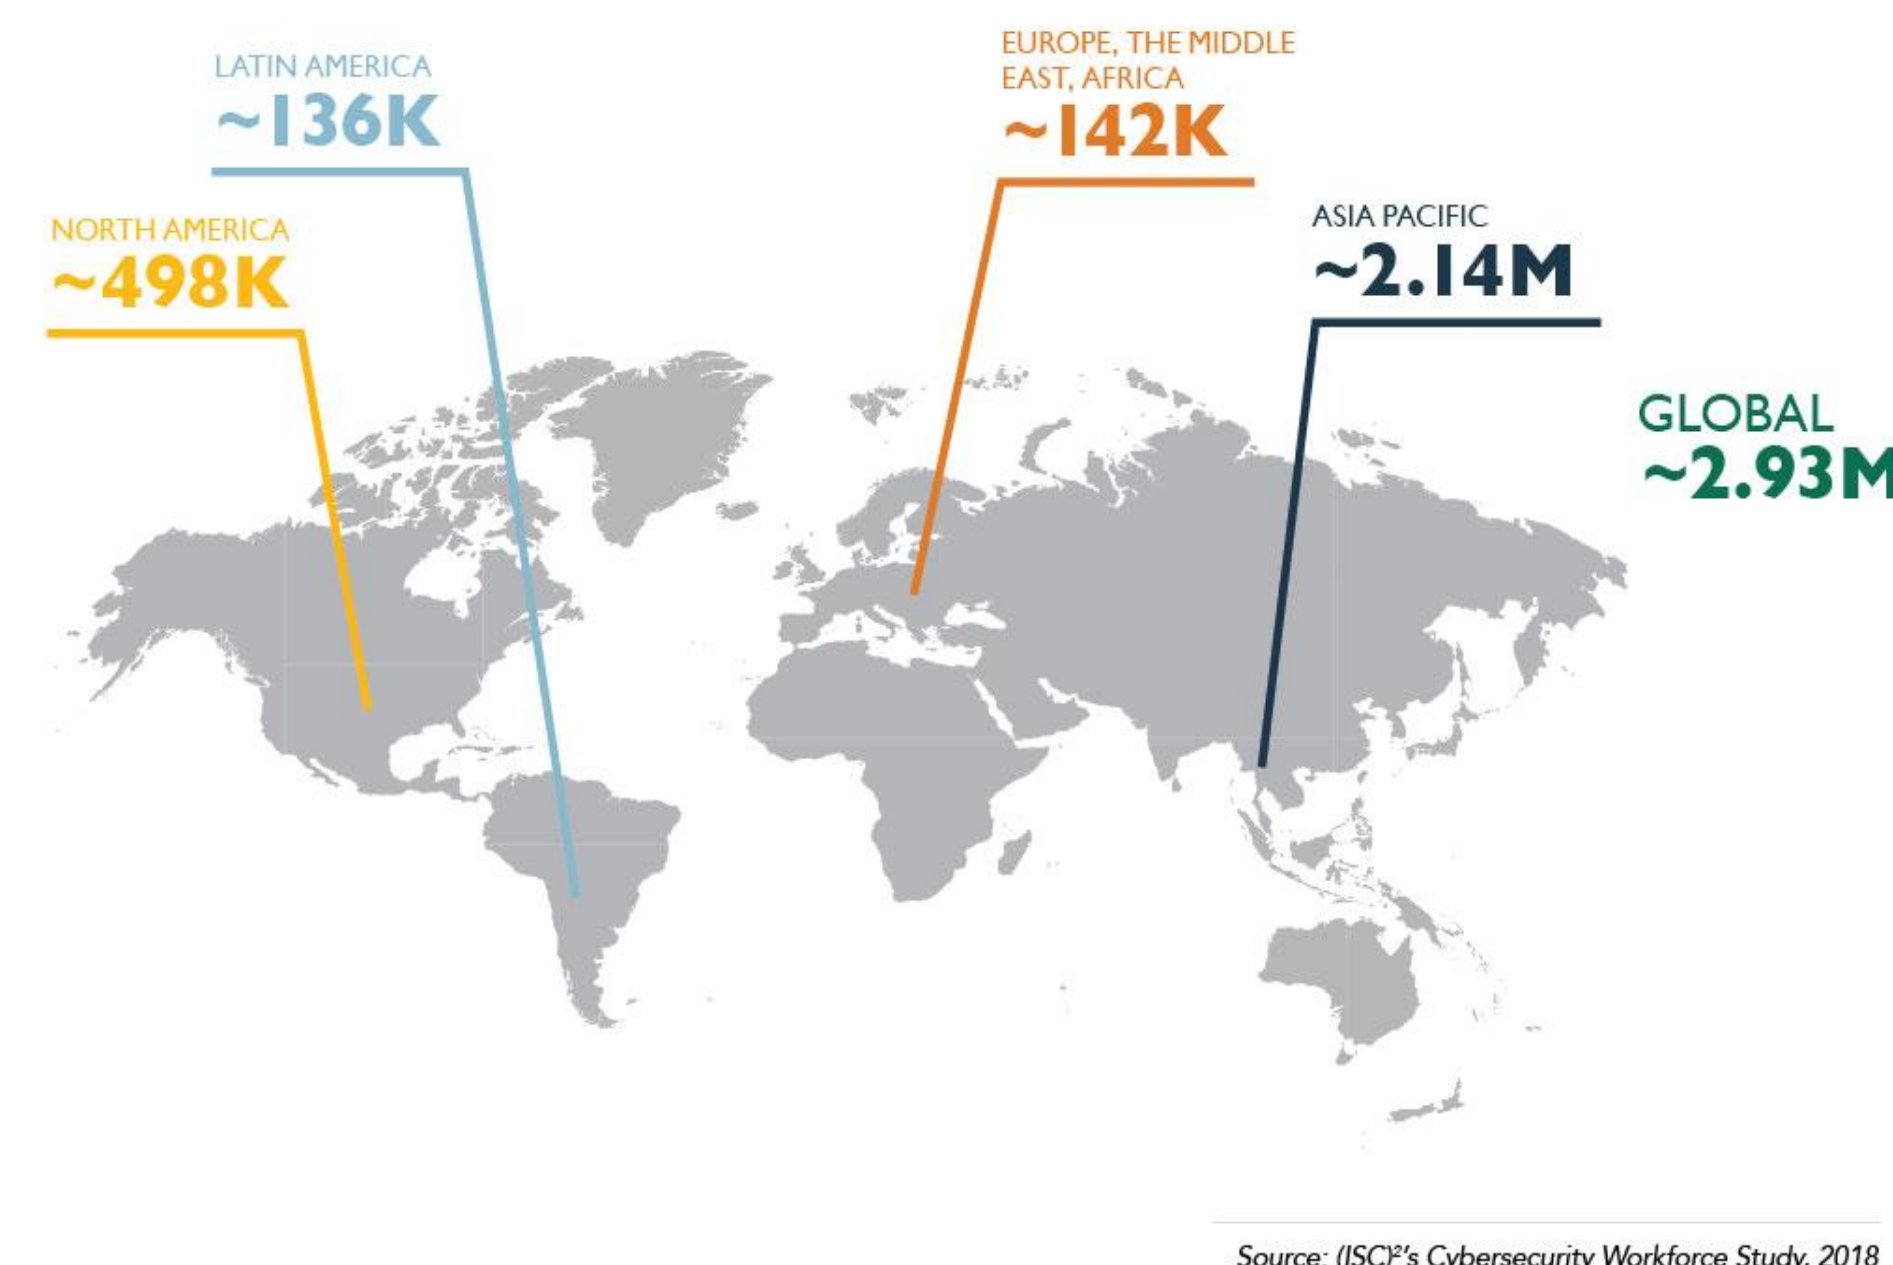 LATIN AMERICA
~136K
EUROPE, THE MIDDLE
EAST, AFRICA
~142K
NORTH AMERICA
~498K
ASIA PACIFIC
~2.14M
GLOBAL
~2.93M
Source: (ISC)²'s Cybersecurity Workforce Study, 2018